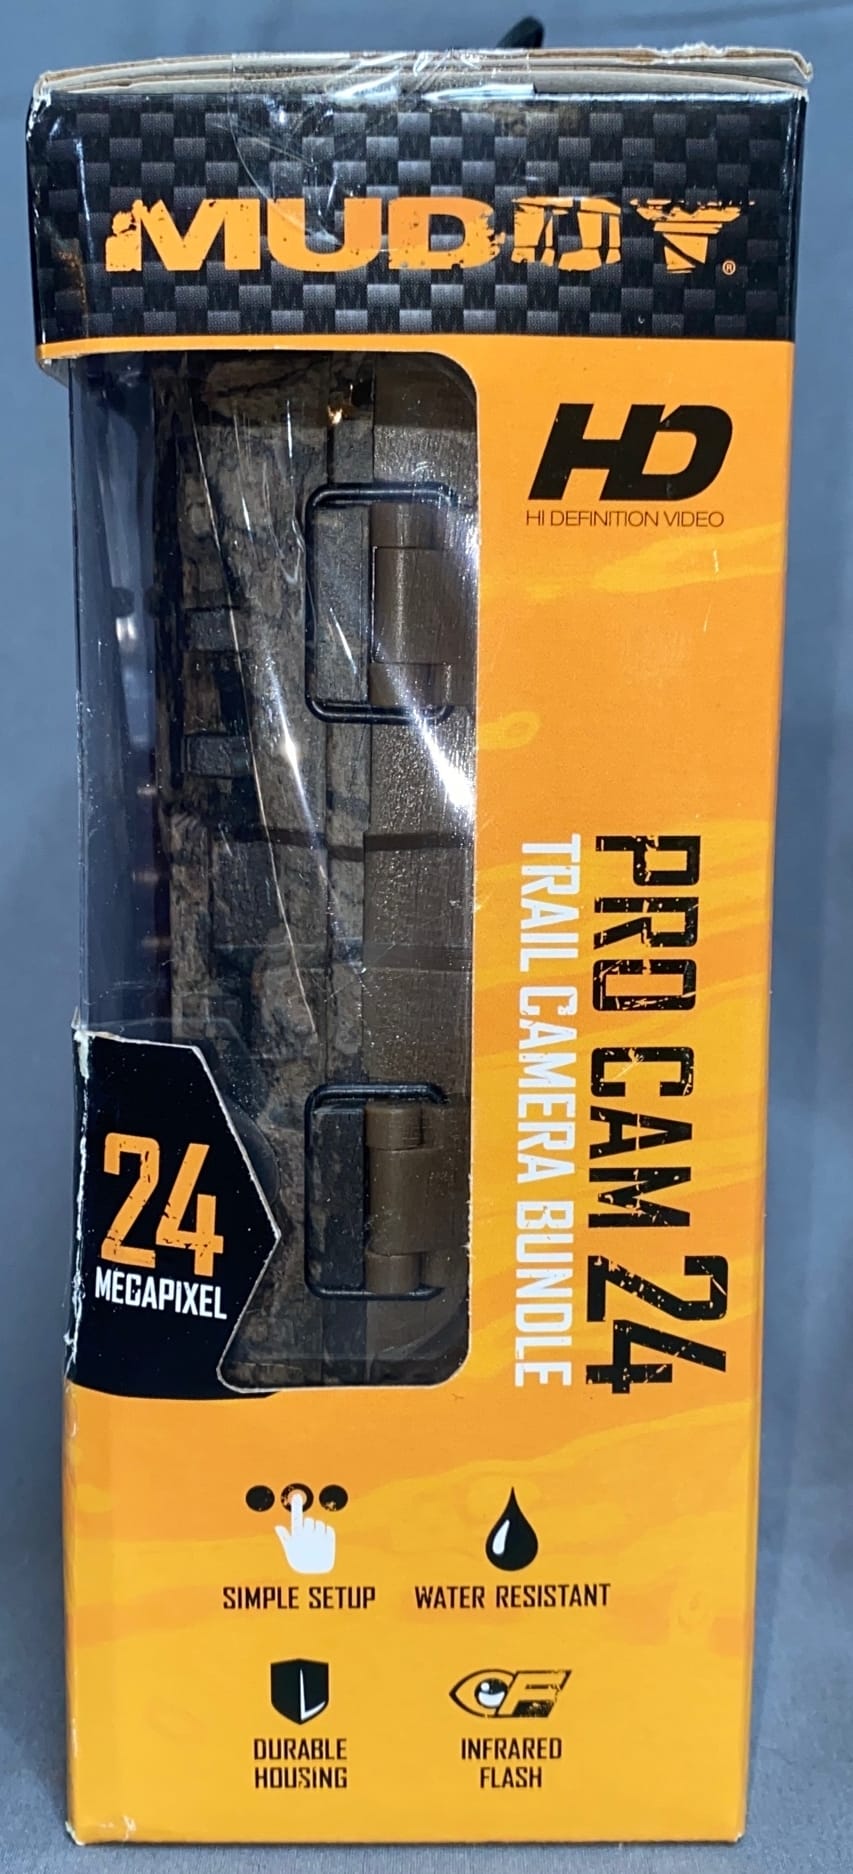 MUDDY®
HD
HI DEFINITION VIDEO
PRO CAM 24
TRAIL CAMERA BUNDLE
24
MEGAPIXEL
SIMPLE SETUP
WATER RESISTANT
DURABLE
HOUSING
INFRARED
FLASH